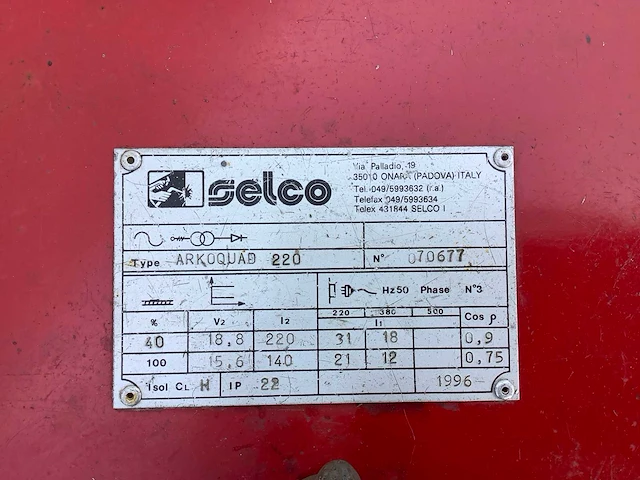 selco
Via Palladio, 19
35010 ONARA (PADOVA) ITALY
Tel. 049/5993632 (r.a.)
Telefax 049/5993634
Telex 431844 SELCO I
Type ARKOQUAD 220 N° 070677
Hz50 Phase N°3
220 380 500
% V2 I2 I1 Cos ρ
40 18,8 220 31 18 0,9
100 15,6 140 21 12 0,75
Isol CL H IP 22 1996